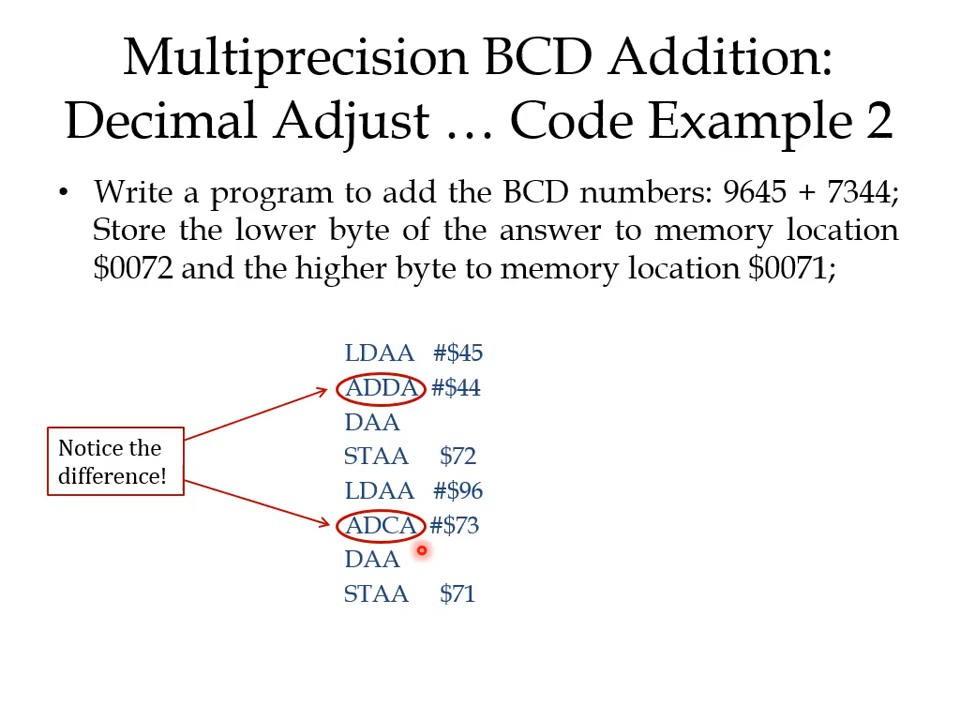 Multiprecision BCD Addition:
Decimal Adjust … Code Example 2
• Write a program to add the BCD numbers: 9645 + 7344;
Store the lower byte of the answer to memory location
$0072 and the higher byte to memory location $0071;
LDAA #$45
ADDA #$44
DAA
STAA $72
LDAA #$96
ADCA #$73
DAA
STAA $71
Notice the
difference!